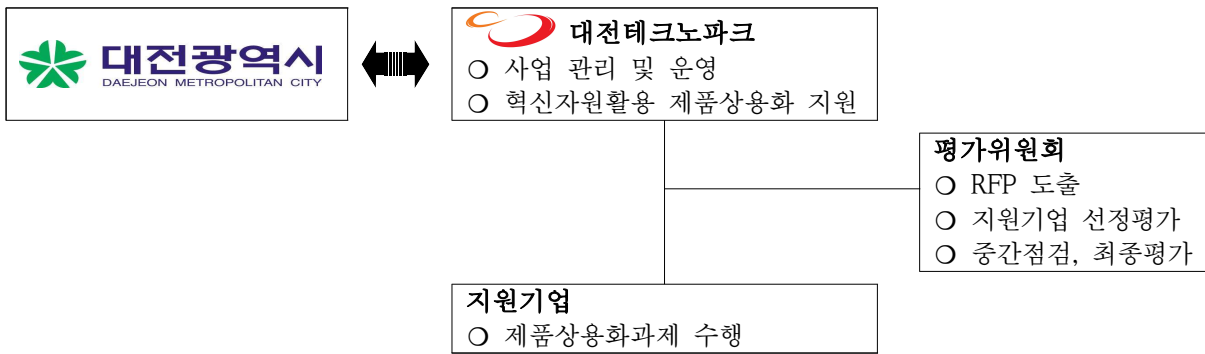 대전광역시
DAEJEON METROPOLITAN CITY
대전테크노파크
❍ 사업 관리 및 운영
❍ 혁신자원활용 제품상용화 지원
평가위원회
❍ RFP 도출
❍ 지원기업 선정평가
❍ 중간점검, 최종평가
지원기업
❍ 제품상용화과제 수행